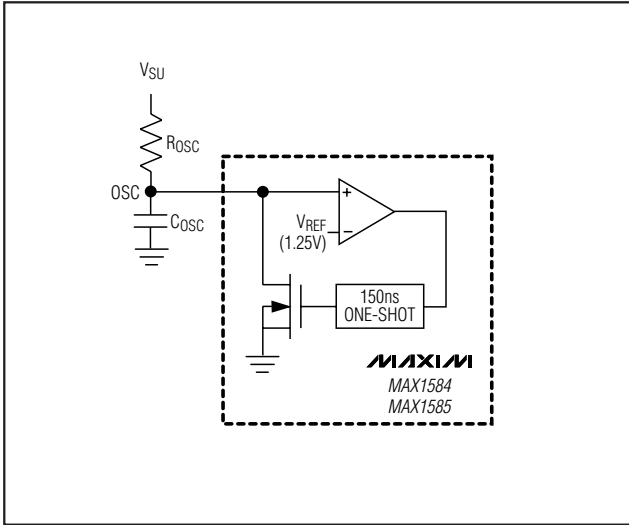 VSU
ROSC
OSC
COSC
+
VREF
(1.25V)
−
150ns
ONE-SHOT
MAXIM
MAX1584
MAX1585